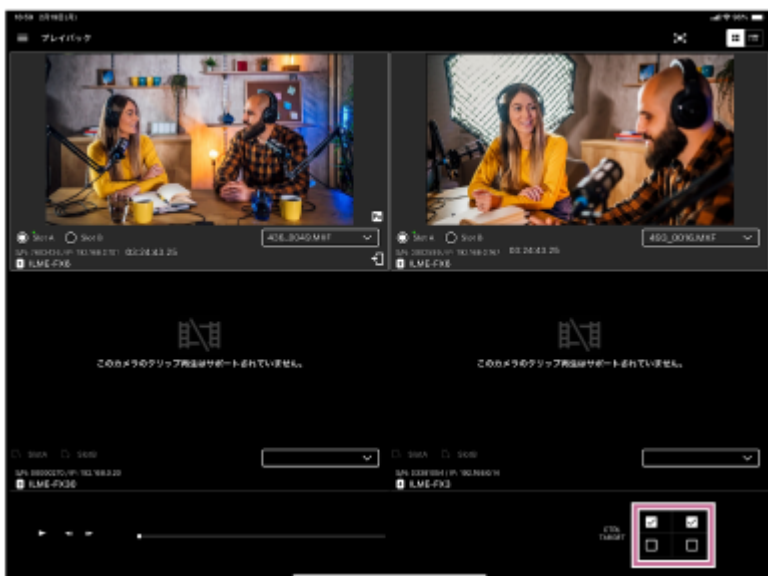 プレイバック
Slot A Slot B
436_0049.MXF
03:24:43.25
ILME-FX6
Slot A Slot B
493_0016.MXF
03:24:43.25
ILME-FX6
このカメラのクリップ再生はサポートされていません。
このカメラのクリップ再生はサポートされていません。
SlotA SlotB
ILME-FX30
SlotA SlotB
ILME-FX3
CTRL
TARGET